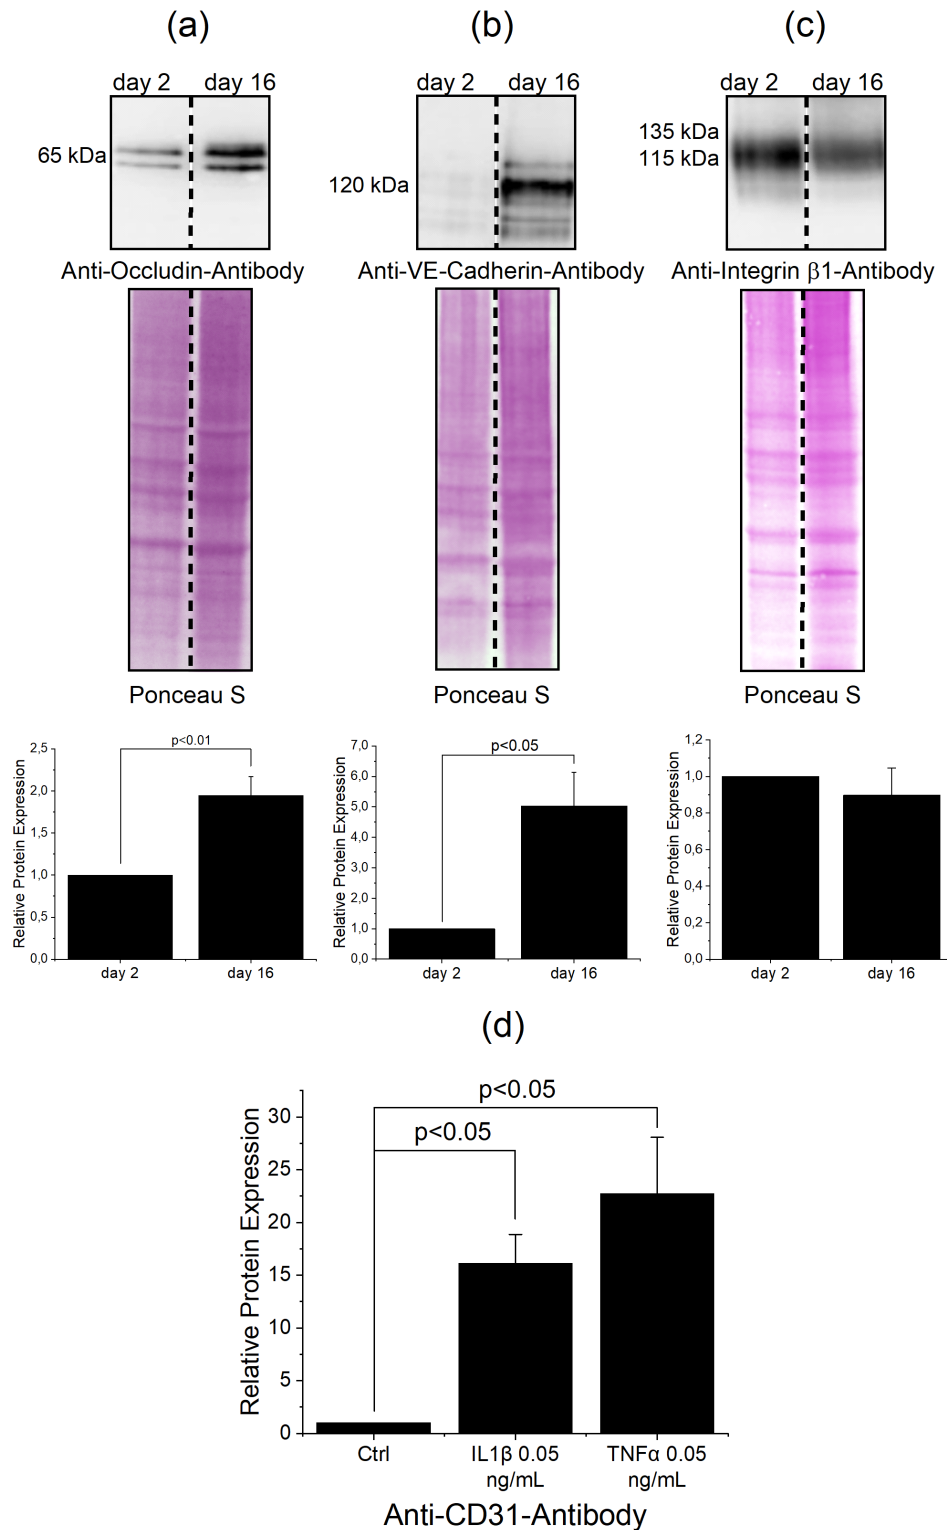 (a)
(b)
(c)
day 2 day 16
day 2 day 16
day 2 day 16
65 kDa
120 kDa
135 kDa
115 kDa
Anti-Occludin-Antibody
Anti-VE-Cadherin-Antibody
Anti-Integrin β1-Antibody
Ponceau S
Ponceau S
Ponceau S
Relative Protein Expression
2,5
2,0
1,5
1,0
0,5
0,0
p<0.01
day 2 day 16
Relative Protein Expression
7,0
6,0
5,0
4,0
3,0
2,0
1,0
0,0
p<0.05
day 2 day 16
Relative Protein Expression
1,2
1,0
0,8
0,6
0,4
0,2
0,0
day 2 day 16
(d)
Relative Protein Expression
30
25
20
15
10
5
0
p<0.05
p<0.05
Ctrl
IL1β 0.05
ng/mL
TNFα 0.05
ng/mL
Anti-CD31-Antibody